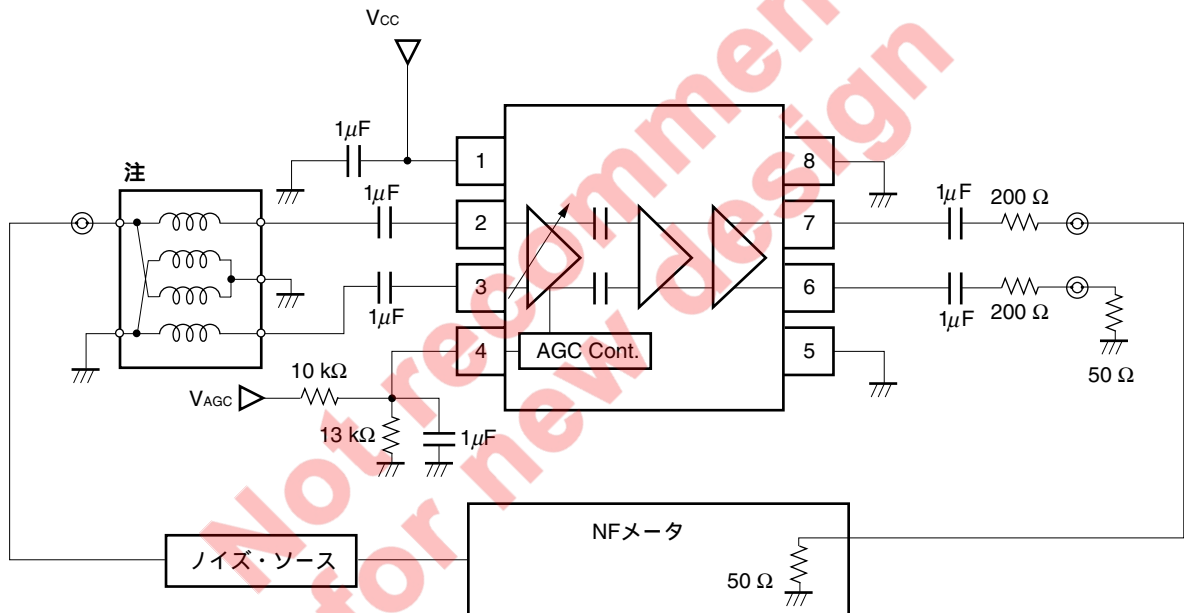 VCC
1μF
注
1μF
1μF
1
2
3
4
8
7
6
5
AGC Cont.
1μF
200 Ω
1μF
200 Ω
50 Ω
VAGC
10 kΩ
13 kΩ
1μF
ノイズ・ソース
NFメータ
50 Ω
Not recommen
for new design